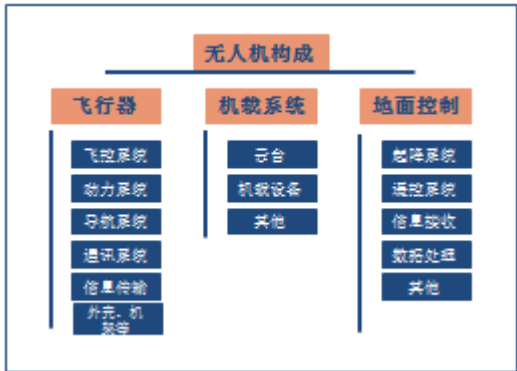 无人机构成
飞行器
机载系统
地面控制
飞控系统
动力系统
导航系统
通讯系统
信息传输
外壳、机
架等
云台
机载设备
其他
起降系统
遥控系统
信息接收
数据处理
其他